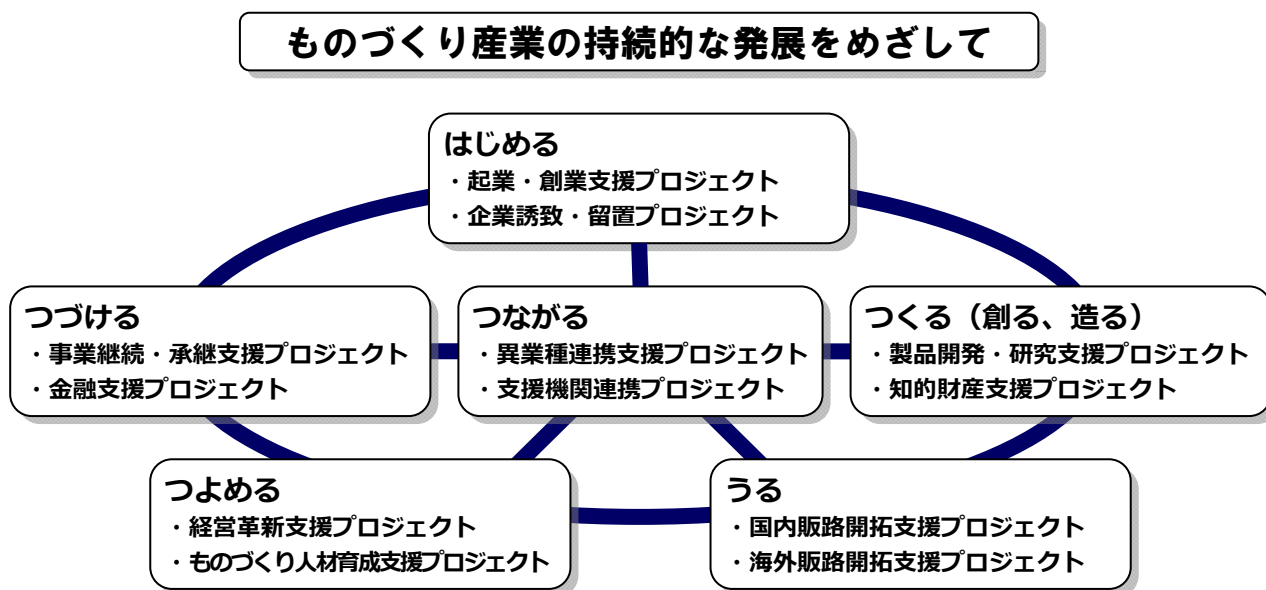 ものづくり産業の持続的な発展をめざして
はじめる
・起業・創業支援プロジェクト
・企業誘致・留置プロジェクト
つづける
・事業継続・承継支援プロジェクト
・金融支援プロジェクト
つながる
・異業種連携支援プロジェクト
・支援機関連携プロジェクト
つくる（創る、造る）
・製品開発・研究支援プロジェクト
・知的財産支援プロジェクト
つよめる
・経営革新支援プロジェクト
・ものづくり人材育成支援プロジェクト
うる
・国内販路開拓支援プロジェクト
・海外販路開拓支援プロジェクト